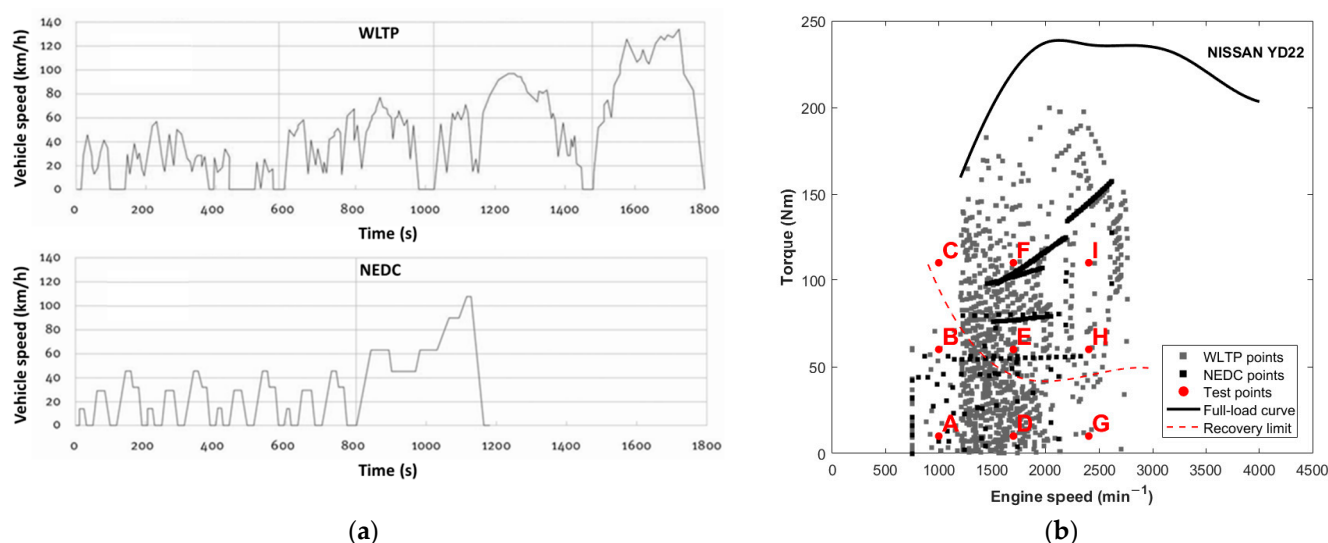 WLTP
Vehicle speed (km/h)
140
120
100
80
60
40
20
0
0 200 400 600 800 1000 1200 1400 1600 1800
Time (s)
NEDC
Vehicle speed (km/h)
140
120
100
80
60
40
20
0
0 200 400 600 800 1000 1200 1400 1600 1800
Time (s)
(a)
NISSAN YD22
Torque (Nm)
250
200
150
100
50
0
C F I
B E H
A D G
WLTP points
NEDC points
Test points
Full-load curve
Recovery limit
0 500 1000 1500 2000 2500 3000 3500 4000 4500
Engine speed (min⁻¹)
(b)